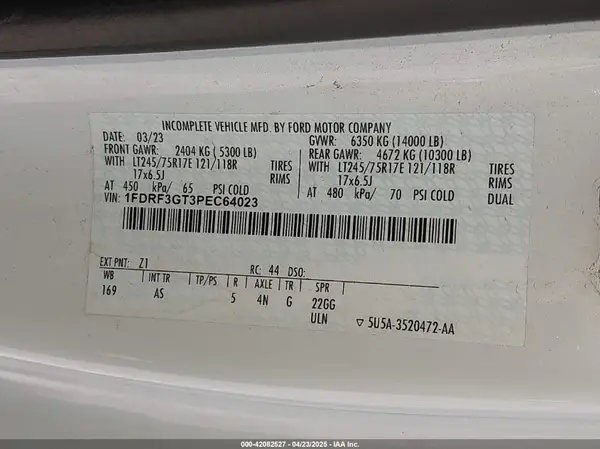 INCOMPLETE VEHICLE MFD. BY FORD MOTOR COMPANY
DATE: 03/23 GVWR: 6350 KG (14000 LB)
FRONT GAWR: 2404 KG ( 5300 LB) REAR GAWR: 4672 KG (10300 LB)
WITH LT245/75R17E 121/118R TIRES WITH LT245/75R17E 121/118R TIRES
17x6.5J RIMS 17x6.5J RIMS
AT 450 kPa/ 65 PSI COLD AT 480 kPa/ 70 PSI COLD DUAL
VIN: 1FDRF3GT3PEC64023
EXT PNT: Z1 RC: 44 DSO:
WB INT TR TP/PS R AXLE TR SPR
169 AS 5 4N G 22GG
ULN ▽ 5U5A-3520472-AA
000-42082527 - 04/23/2025 - IAAI.com